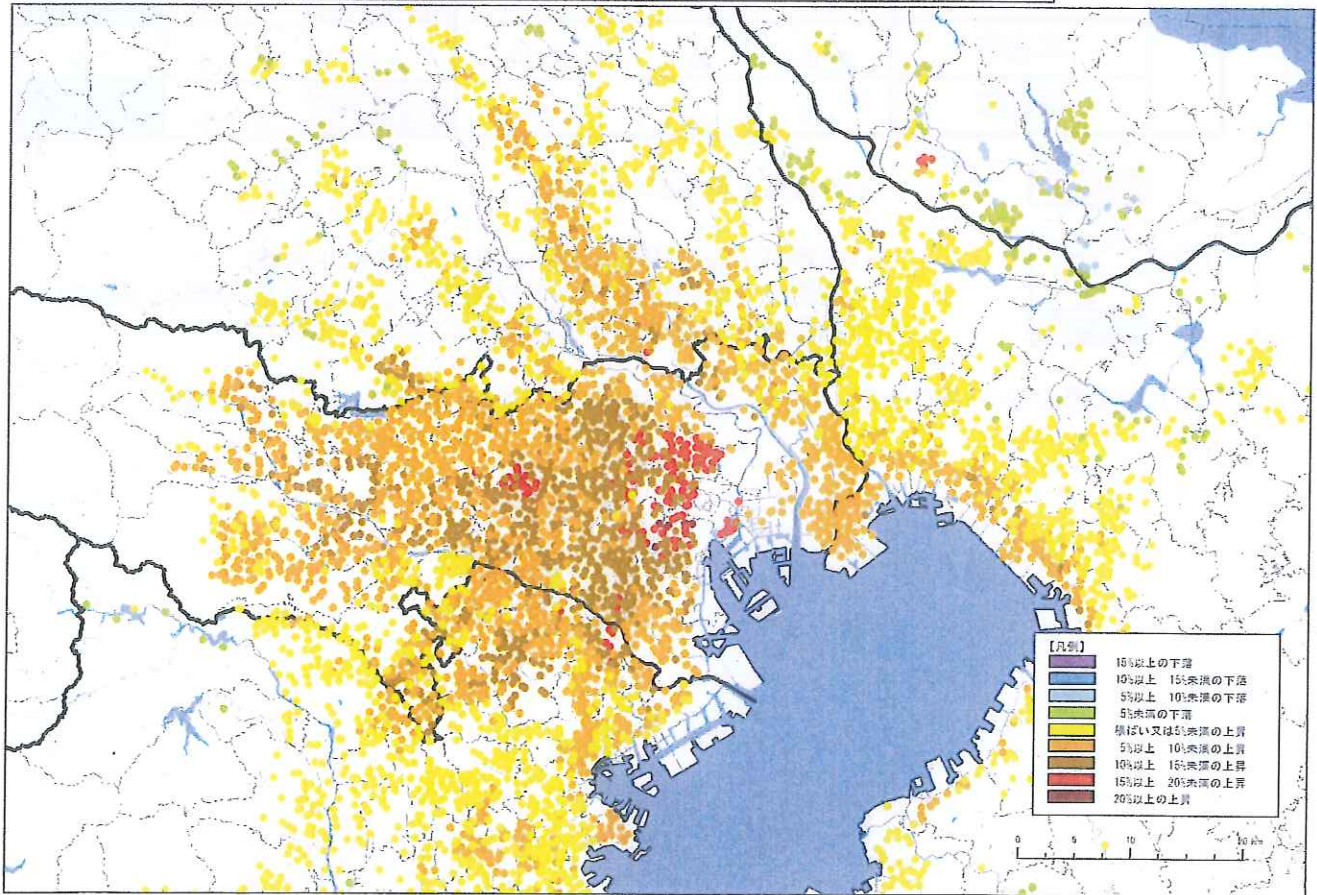 【凡例】
15%以上の下落
10%以上 15%未満の下落
5%以上 10%未満の下落
5%未満の下落
横ばい又は5%未満の上昇
5%以上 10%未満の上昇
10%以上 15%未満の上昇
15%以上 20%未満の上昇
20%以上の上昇
0 5 10